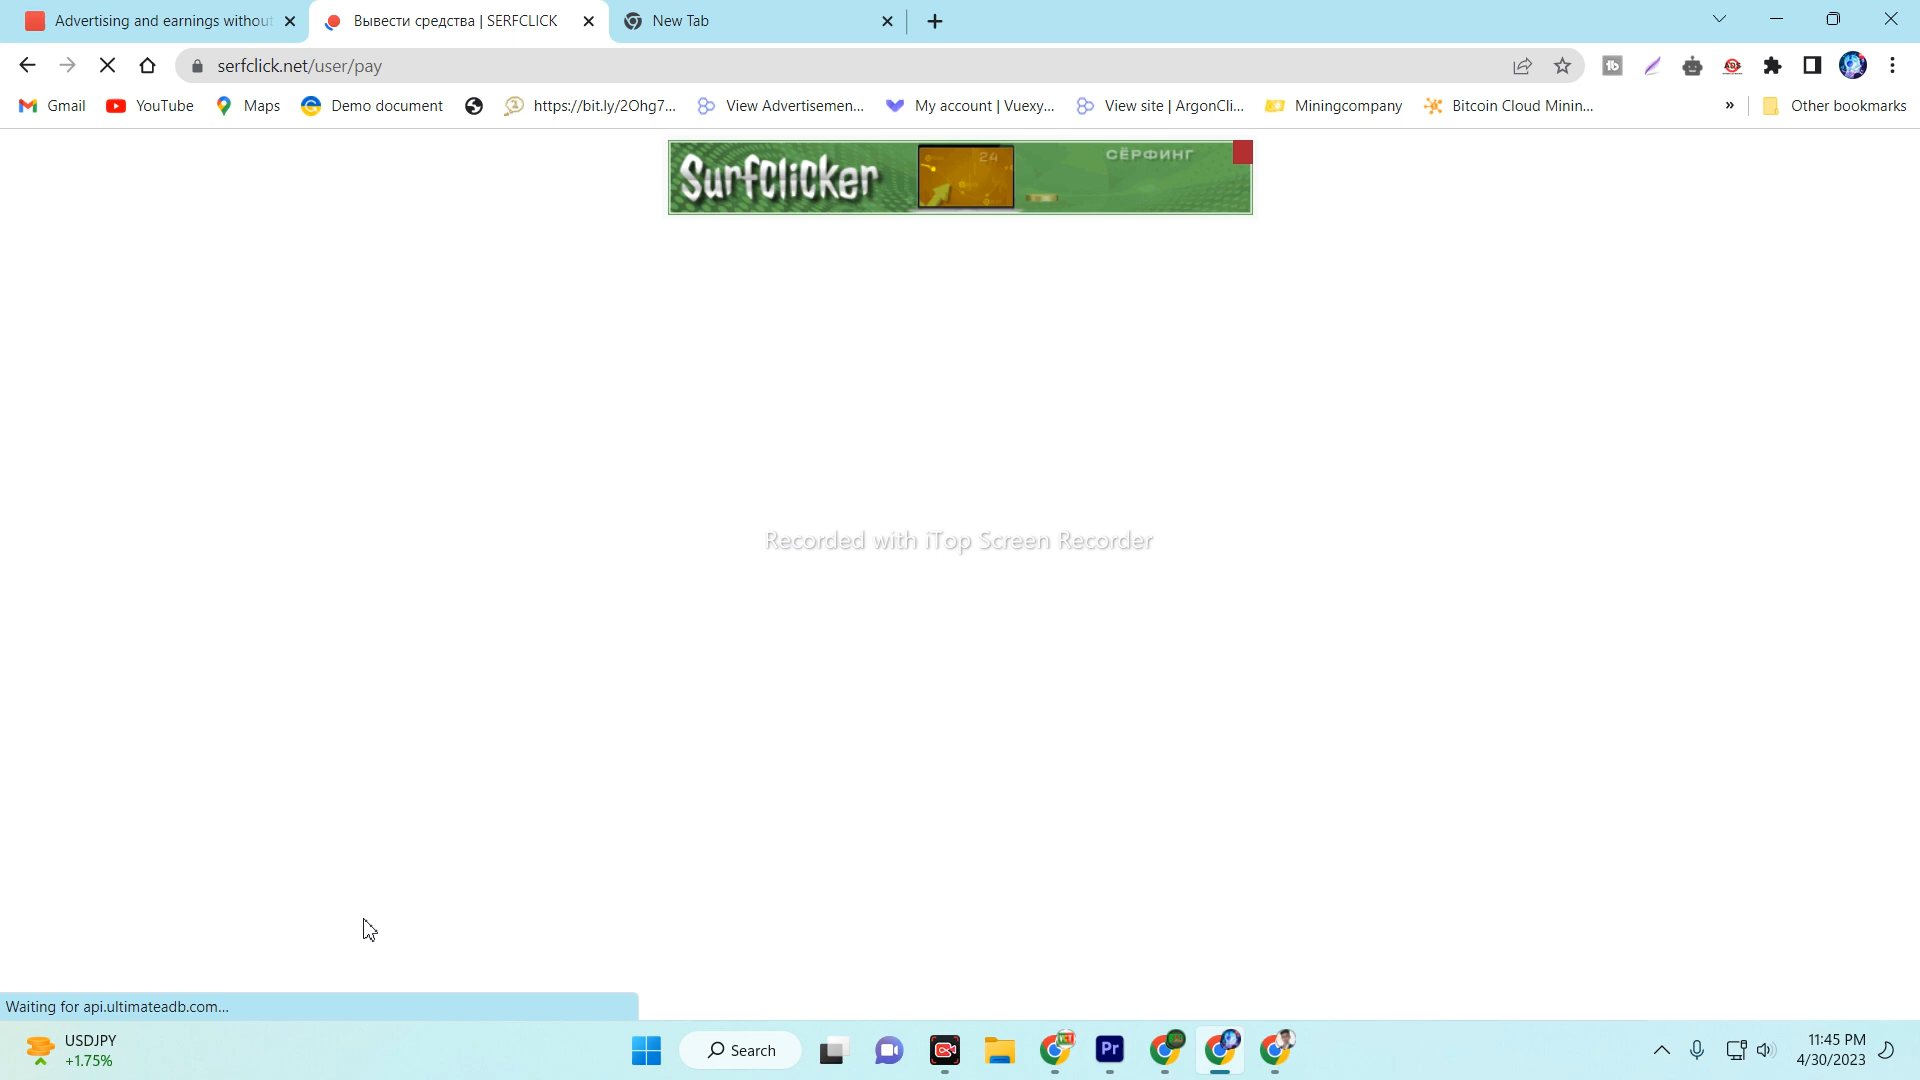 Advertising and earnings withou
Вывести средства | SERFCLICK
New Tab
serfclick.net/user/pay
Gmail
YouTube
Maps
Demo document
https://bit.ly/2Ohg7...
View Advertisemen...
My account | Vuexy...
View site | ArgonCli...
Miningcompany
Bitcoin Cloud Minin...
»
Other bookmarks
Surfclicker
24
СЁРФИНГ
Recorded with iTop Screen Recorder
Waiting for api.ultimateadb.com...
USDJPY
+1.75%
Search
Pr
11:45 PM
4/30/2023